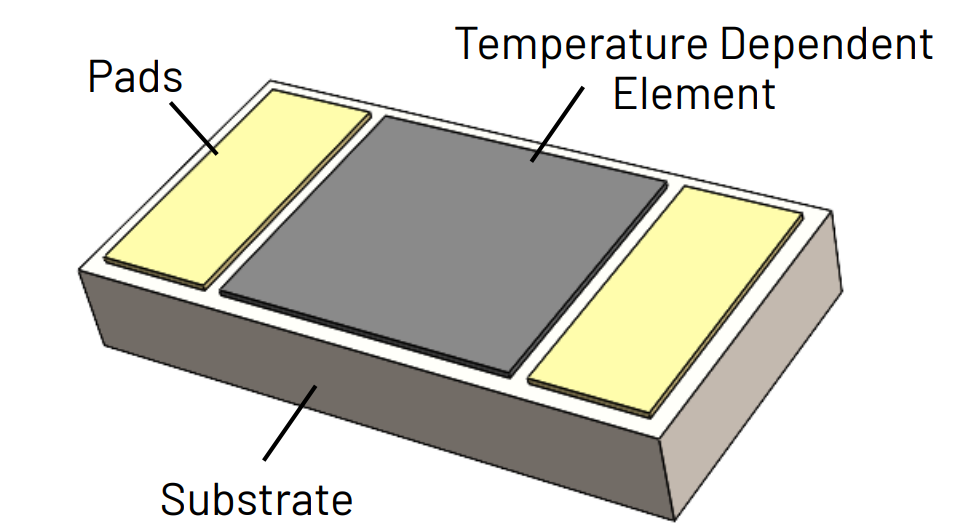 Temperature Dependent
Element
Pads
Substrate